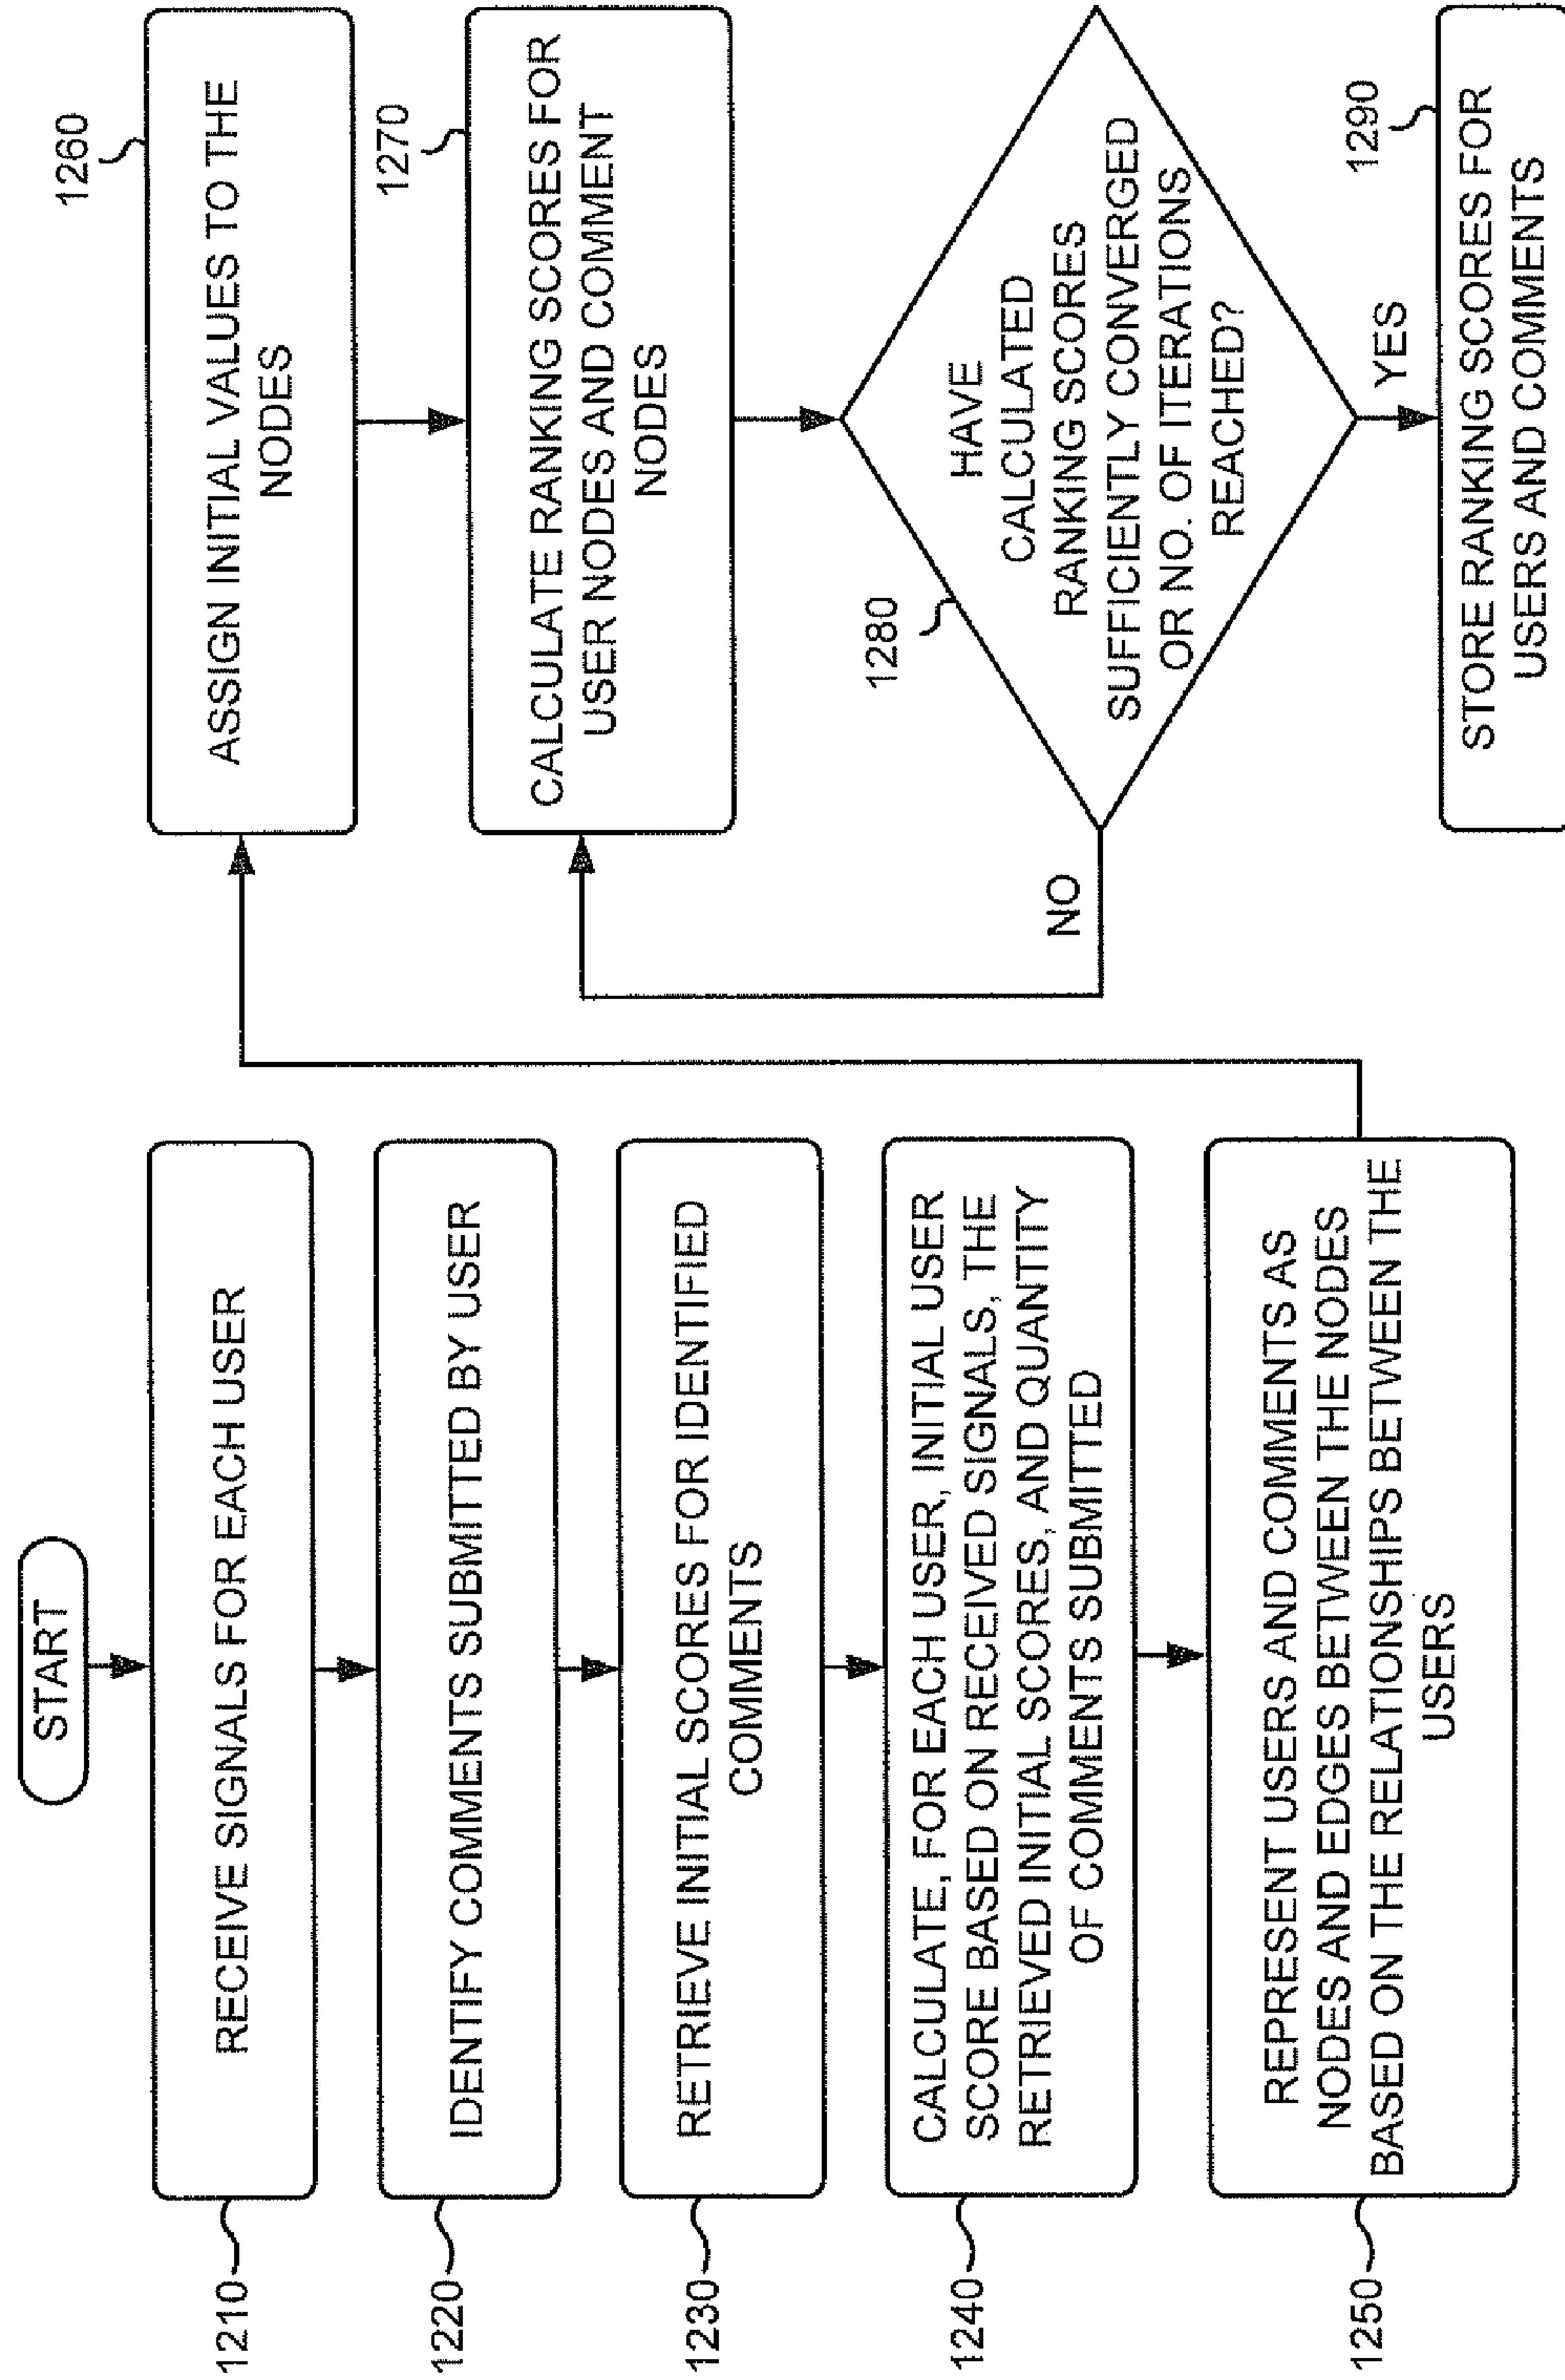 START
1210
RECEIVE SIGNALS FOR EACH USER
1220
IDENTIFY COMMENTS SUBMITTED BY USER
1230
RETRIEVE INITIAL SCORES FOR IDENTIFIED
COMMENTS
1240
CALCULATE, FOR EACH USER, INITIAL USER
SCORE BASED ON RECEIVED SIGNALS, THE
RETRIEVED INITIAL SCORES, AND QUANTITY
OF COMMENTS SUBMITTED
1250
REPRESENT USERS AND COMMENTS AS
NODES AND EDGES BETWEEN THE NODES
BASED ON THE RELATIONSHIPS BETWEEN THE
USERS
1260
ASSIGN INITIAL VALUES TO THE
NODES
1270
CALCULATE RANKING SCORES FOR
USER NODES AND COMMENT
NODES
1280
HAVE
CALCULATED
RANKING SCORES
SUFFICIENTLY CONVERGED
OR NO. OF ITERATIONS
REACHED?
NO
YES
1290
STORE RANKING SCORES FOR
USERS AND COMMENTS